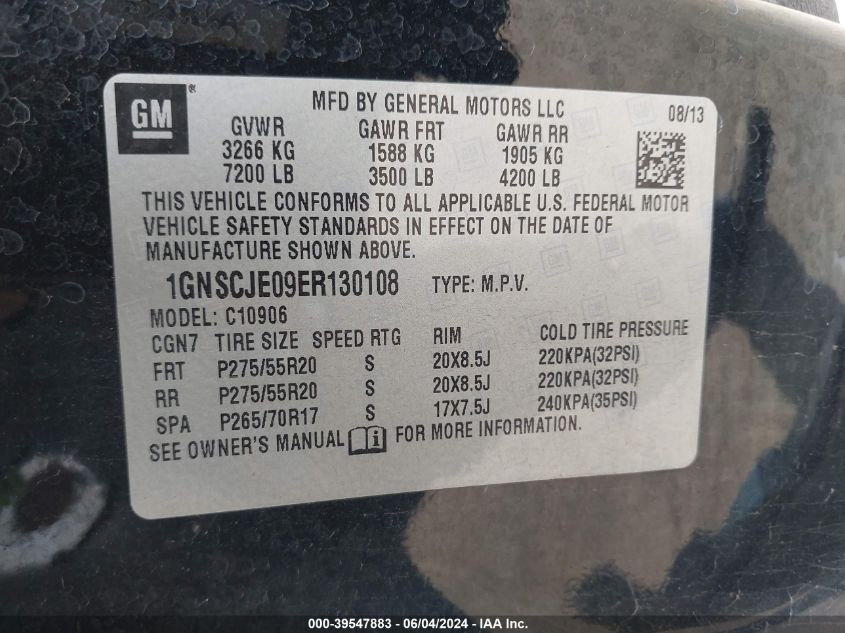 GM®
MFD BY GENERAL MOTORS LLC 08/13
GVWR GAWR FRT GAWR RR
3266 KG 1588 KG 1905 KG
7200 LB 3500 LB 4200 LB
THIS VEHICLE CONFORMS TO ALL APPLICABLE U.S. FEDERAL MOTOR
VEHICLE SAFETY STANDARDS IN EFFECT ON THE DATE OF
MANUFACTURE SHOWN ABOVE.
1GNSCJE09ER130108 TYPE: M.P.V.
MODEL: C10906
CGN7 TIRE SIZE SPEED RTG RIM COLD TIRE PRESSURE
FRT P275/55R20 S 20X8.5J 220KPA(32PSI)
RR P275/55R20 S 20X8.5J 220KPA(32PSI)
SPA P265/70R17 S 17X7.5J 240KPA(35PSI)
SEE OWNER'S MANUAL FOR MORE INFORMATION.
000-39547883 - 06/04/2024 - IAA Inc.